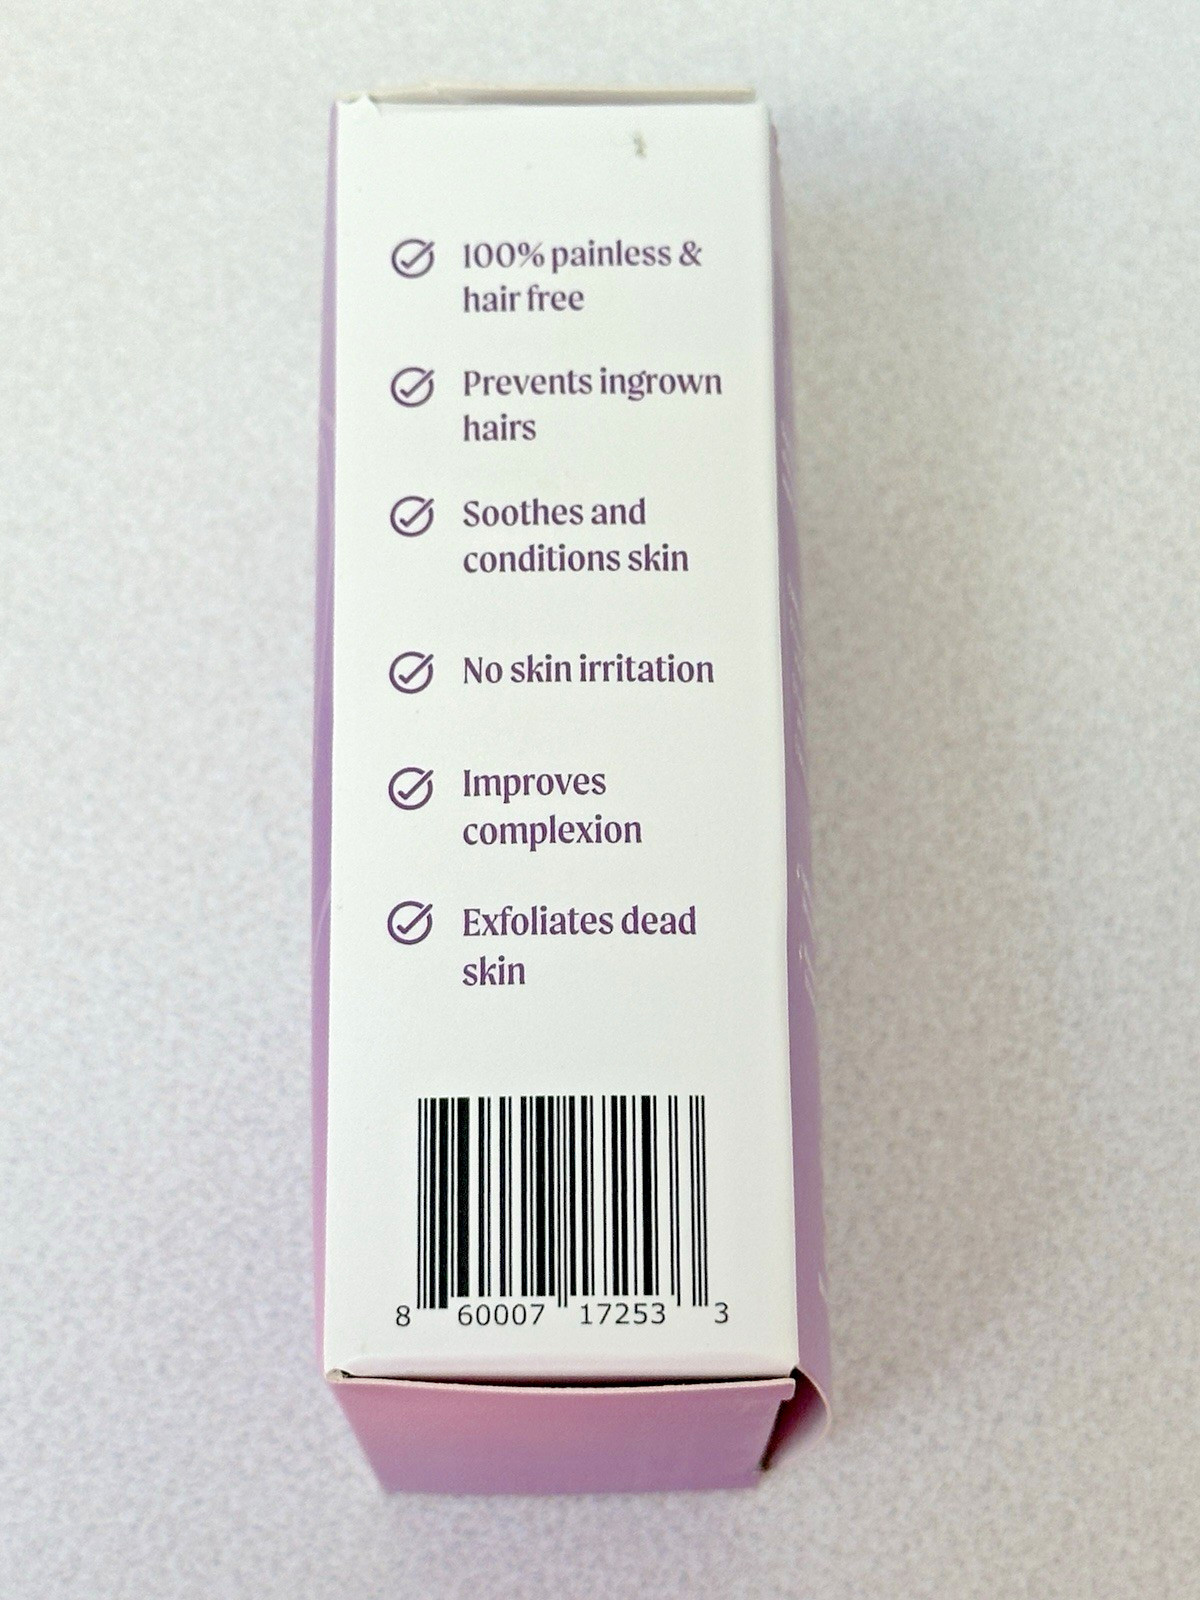 100% painless &
hair free
Prevents ingrown
hairs
Soothes and
conditions skin
No skin irritation
Improves
complexion
Exfoliates dead
skin
8 60007 17253 3